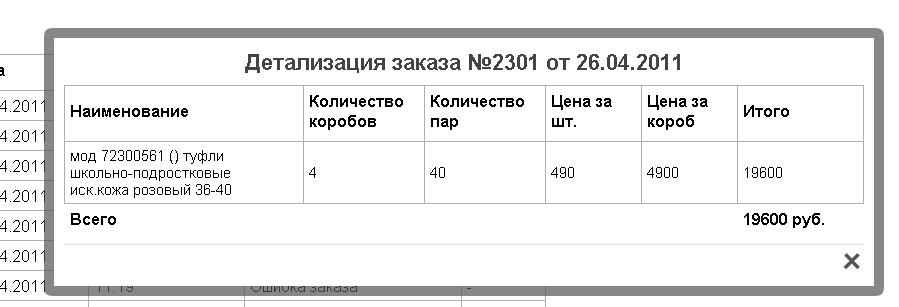 Детализация заказа №2301 от 26.04.2011
Наименование
Количество коробов
Количество пар
Цена за шт.
Цена за короб
Итого
мод 72300561 () туфли
школьно-подростковые
иск.кожа розовый 36-40
4
40
490
4900
19600
Всего
19600 руб.
а
4.2011
4.2011
4.2011
4.2011
4.2011
4.2011
4.2011
11:19
Ошибка заказа
-